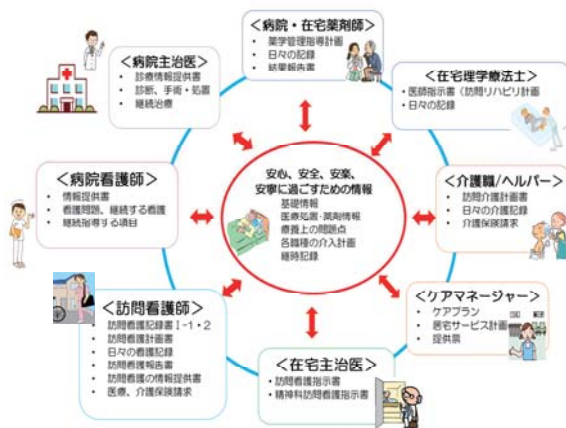 ＜病院・在宅薬剤師＞
• 薬学管理指導計画
• 日々の記録
• 結果報告書
＜病院主治医＞
• 診療情報提供書
• 診断、手術・処置
• 継続治療
＜在宅理学療法士＞
・医師指示書（訪問リハビリ計画
・日々の記録
＜病院看護師＞
• 情報提供書
• 看護問題、継続する看護
• 継続指導する項目
安心、安全、安楽、
安寧に過ごすための情報
基礎情報
医療処置・薬剤情報
療養上の問題点
各職種の介入計画
経時記録
＜介護職/ヘルパー＞
• 訪問介護計画書
• 日々の介護記録
• 介護保険請求
＜訪問看護師＞
• 訪問看護記録書Ⅰ-1・2
• 訪問看護計画書
• 日々の看護記録
• 訪問看護報告書
• 訪問看護の情報提供書
• 医療、介護保険請求
＜ケアマネージャー＞
• ケアプラン
• 居宅サービス計画
• 提供票
＜在宅主治医＞
・訪問看護指示書
・精神科訪問看護指示書